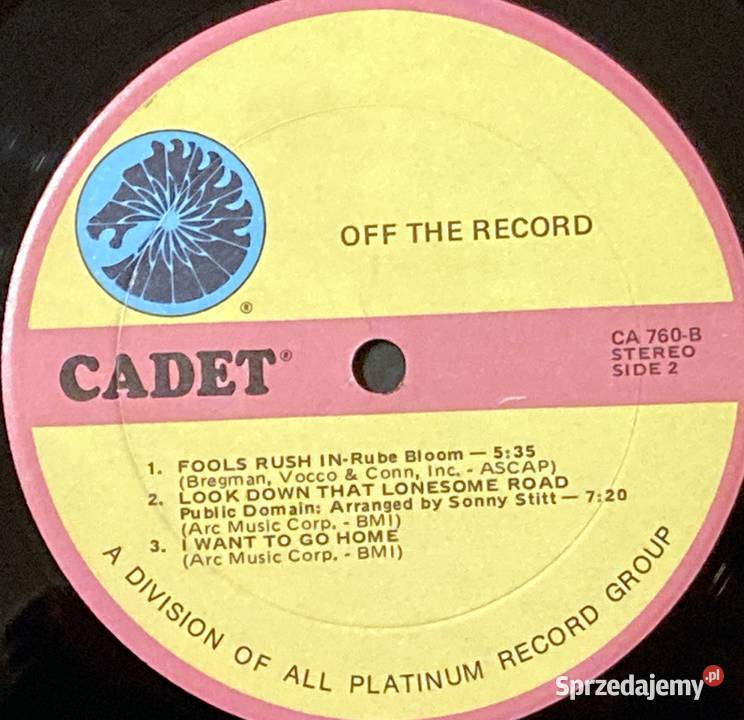 OFF THE RECORD
®
CADET®
CA 760-B
STEREO
SIDE 2
1. FOOLS RUSH IN-Rube Bloom — 5:35
(Bregman, Vocco & Conn, Inc. - ASCAP)
2. LOOK DOWN THAT LONESOME ROAD
Public Domain: Arranged by Sonny Stitt — 7:20
(Arc Music Corp. - BMI)
3. I WANT TO GO HOME
(Arc Music Corp. - BMI)
A DIVISION OF ALL PLATINUM RECORD GROUP
Sprzedajemy.pl